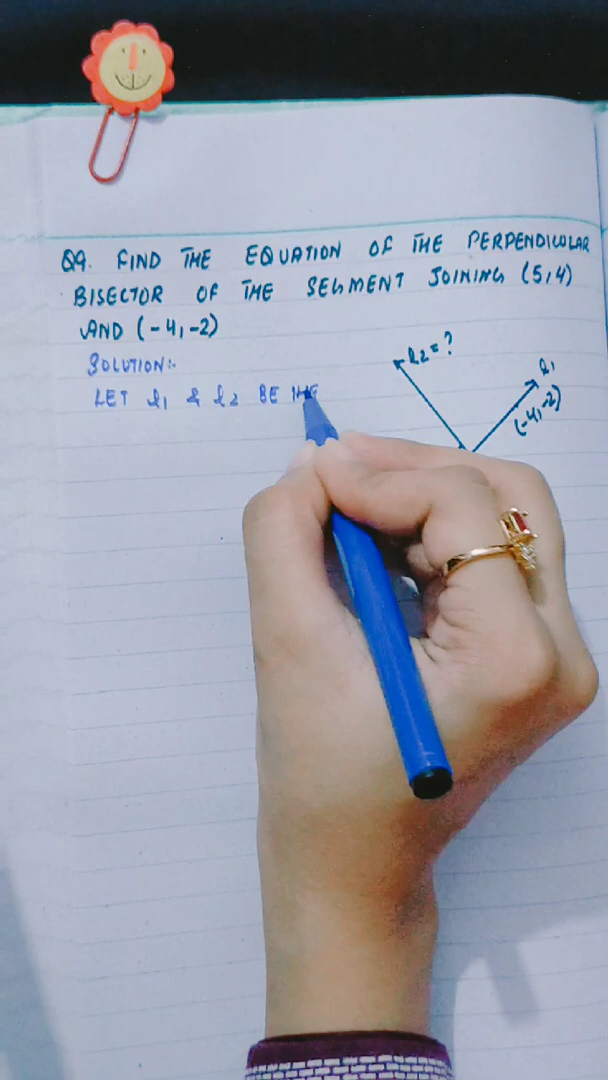 Q9. FIND THE EQUATION OF THE PERPENDICULAR
BISECTOR OF THE SEGMENT JOINING (5,4)
AND (-4,-2)
SOLUTION:-
LET l1 & l2 BE THE
l2=?
l1
(-4,-2)